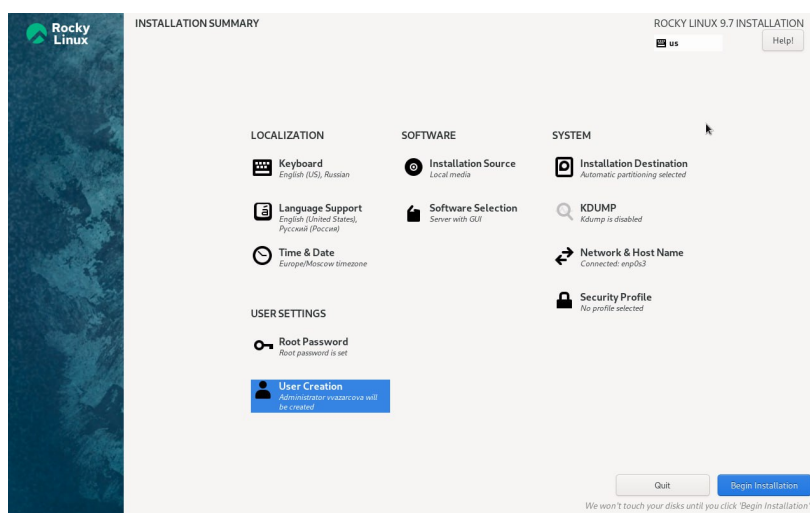 Rocky
Linux
INSTALLATION SUMMARY
ROCKY LINUX 9.7 INSTALLATION
us
Help!
LOCALIZATION
Keyboard
English (US), Russian
Language Support
English (United States),
Русский (Россия)
Time & Date
Europe/Moscow timezone
SOFTWARE
Installation Source
Local media
Software Selection
Server with GUI
SYSTEM
Installation Destination
Automatic partitioning selected
KDUMP
Kdump is disabled
Network & Host Name
Connected: enp0s3
Security Profile
No profile selected
USER SETTINGS
Root Password
Root password is set
User Creation
Administrator vvazarcova will
be created
Quit
Begin Installation
We won't touch your disks until you click 'Begin Installation'